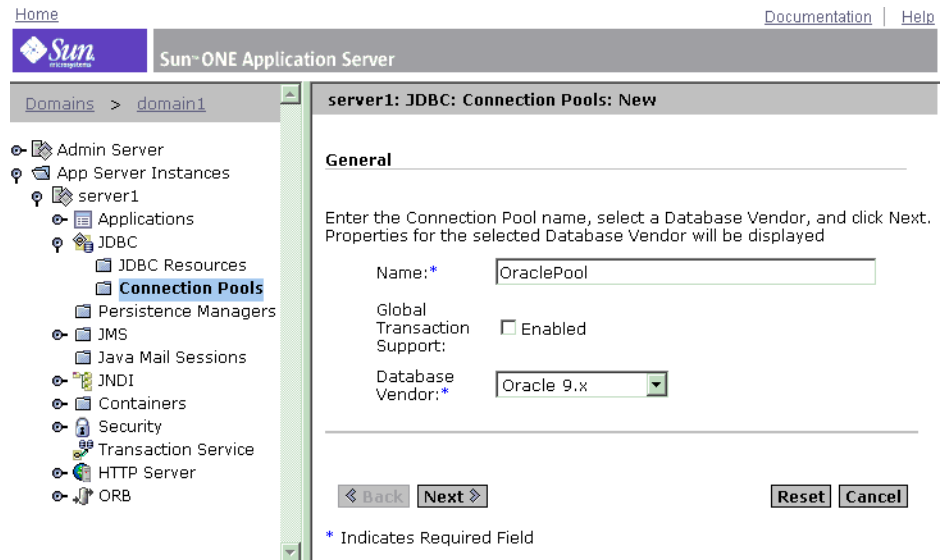 Home
Documentation | Help
Sun
microsystems
Sun™ ONE Application Server
Domains > domain1
Admin Server
App Server Instances
server1
Applications
JDBC
JDBC Resources
Connection Pools
Persistence Managers
JMS
Java Mail Sessions
JNDI
Containers
Security
Transaction Service
HTTP Server
ORB
server1: JDBC: Connection Pools: New
General
Enter the Connection Pool name, select a Database Vendor, and click Next.
Properties for the selected Database Vendor will be displayed
Name:* OraclePool
Global
Transaction
Support:
Enabled
Database
Vendor:*
Oracle 9.x
Back Next Reset Cancel
* Indicates Required Field